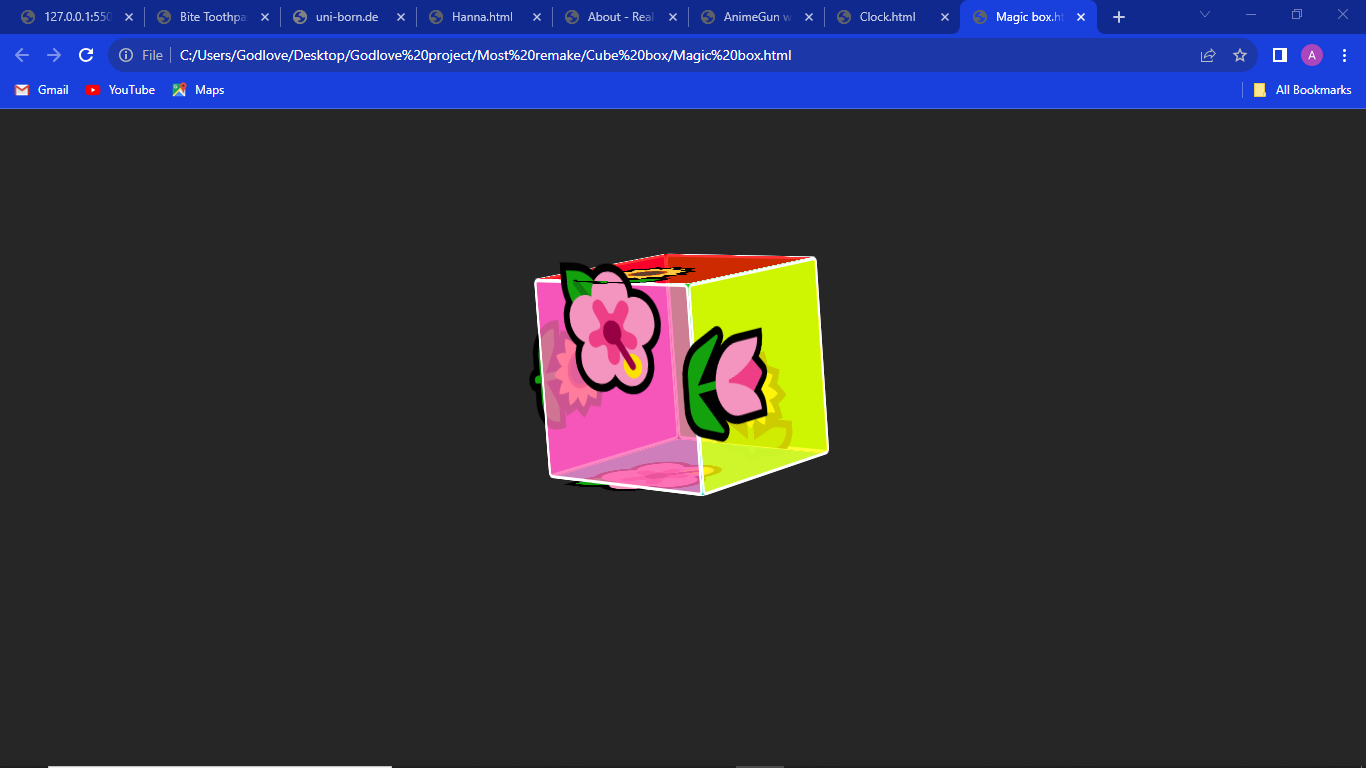 127.0.0.1:550
Bite Toothpa
uni-born.de
Hanna.html
About - Real
AnimeGun w
Clock.html
Magic box.ht
File
C:/Users/Godlove/Desktop/Godlove%20project/Most%20remake/Cube%20box/Magic%20box.html
A
Gmail
YouTube
Maps
All Bookmarks